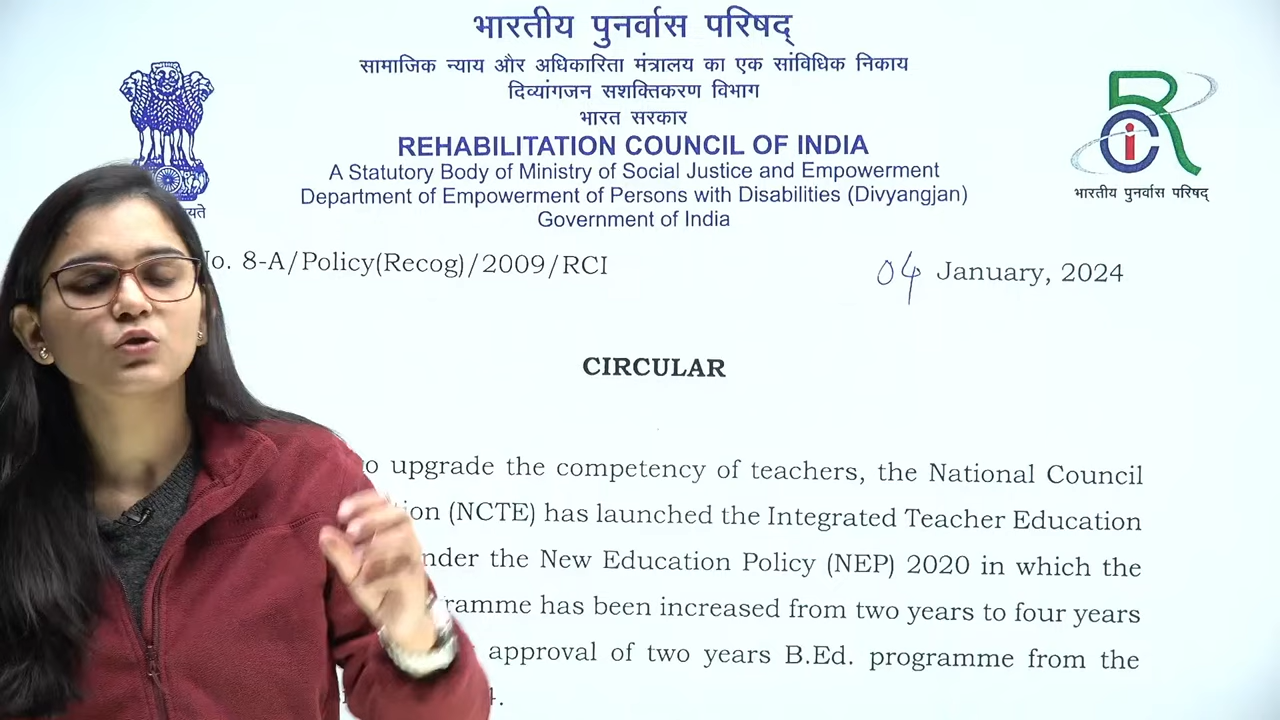 भारतीय पुनर्वास परिषद्
सामाजिक न्याय और अधिकारिता मंत्रालय का एक सांविधिक निकाय
दिव्यांगजन सशक्तिकरण विभाग
भारत सरकार
REHABILITATION COUNCIL OF INDIA
A Statutory Body of Ministry of Social Justice and Empowerment
Department of Empowerment of Persons with Disabilities (Divyangjan)
Government of India
RCi
भारतीय पुनर्वास परिषद्
No. 8-A/Policy(Recog)/2009/RCI
04 January, 2024
CIRCULAR
to upgrade the competency of teachers, the National Council
(NCTE) has launched the Integrated Teacher Education
under the New Education Policy (NEP) 2020 in which the
has been increased from two years to four years
approval of two years B.Ed. programme from the